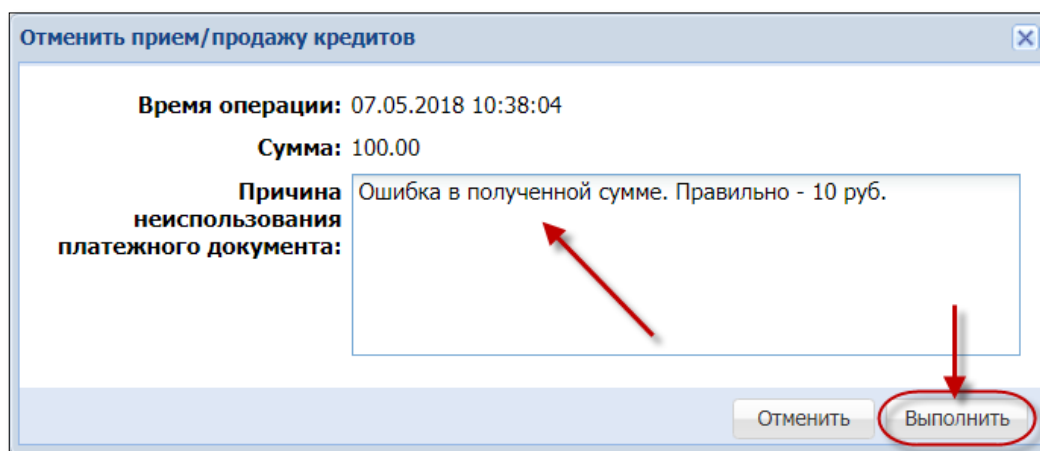 Отменить прием/продажу кредитов
Время операции: 07.05.2018 10:38:04
Сумма: 100.00
Причина неиспользования платежного документа:
Ошибка в полученной сумме. Правильно - 10 руб.
Отменить Выполнить